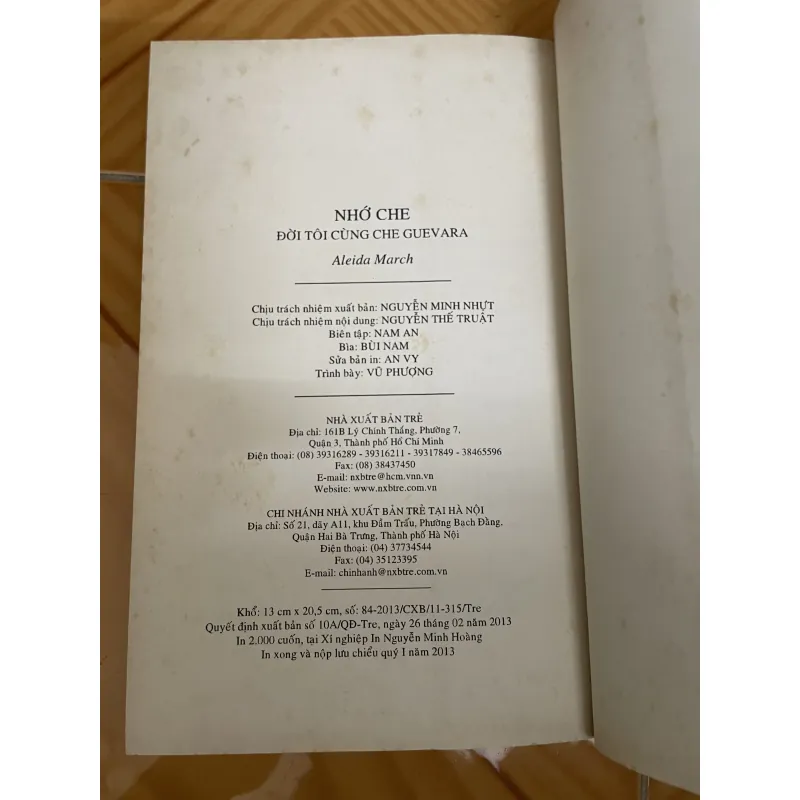 NHỚ CHE
ĐỜI TÔI CÙNG CHE GUEVARA
Aleida March
Chịu trách nhiệm xuất bản: NGUYỄN MINH NHỰT
Chịu trách nhiệm nội dung: NGUYỄN THẾ TRUẬT
Biên tập: NAM AN
Bìa: BÙI NAM
Sửa bản in: AN VY
Trình bày: VŨ PHƯỢNG
NHÀ XUẤT BẢN TRẺ
Địa chỉ: 161B Lý Chính Thắng, Phường 7,
Quận 3, Thành phố Hồ Chí Minh
Điện thoại: (08) 39316289 - 39316211 - 39317849 - 38465596
Fax: (08) 38437450
E-mail: nxbtre@hcm.vnn.vn
Website: www.nxbtre.com.vn
CHI NHÁNH NHÀ XUẤT BẢN TRẺ TẠI HÀ NỘI
Địa chỉ: Số 21, dãy A11, khu Đầm Trấu, Phường Bạch Đằng,
Quận Hai Bà Trưng, Thành phố Hà Nội
Điện thoại: (04) 37734544
Fax: (04) 35123395
E-mail: chinhanh@nxbtre.com.vn
Khổ: 13 cm x 20,5 cm, số: 84-2013/CXB/11-315/Tre
Quyết định xuất bản số 10A/QĐ-Tre, ngày 26 tháng 02 năm 2013
In 2.000 cuốn, tại Xí nghiệp In Nguyễn Minh Hoàng
In xong và nộp lưu chiểu quý I năm 2013